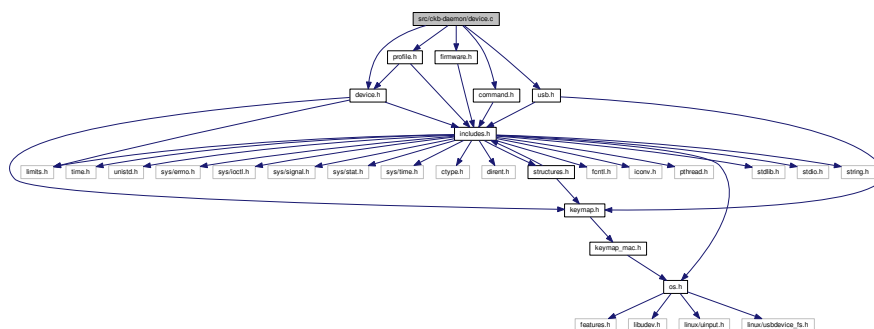 src/ckb-daemon/device.c
profile.h
firmware.h
device.h
command.h
usb.h
includes.h
limits.h
time.h
unistd.h
sys/errno.h
sys/ioctl.h
sys/signal.h
sys/stat.h
sys/time.h
ctype.h
dirent.h
structures.h
fcntl.h
iconv.h
pthread.h
stdlib.h
stdio.h
string.h
keymap.h
keymap_mac.h
os.h
features.h
libudev.h
linux/uinput.h
linux/usbdevice_fs.h